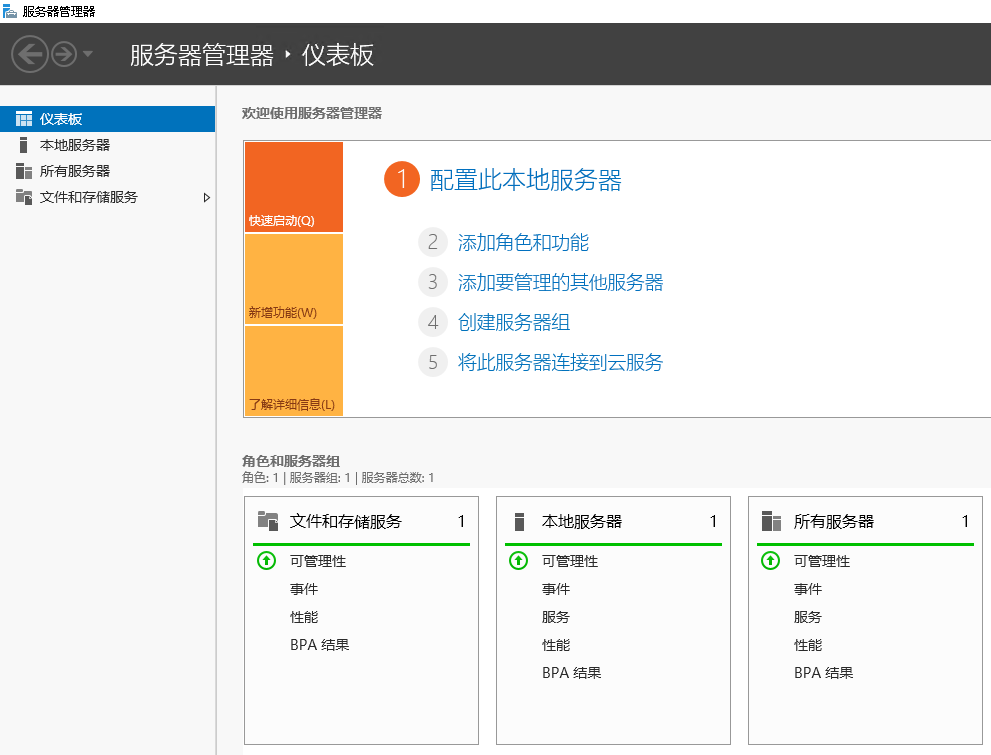 服务器管理器
服务器管理器 ‣ 仪表板
仪表板
本地服务器
所有服务器
文件和存储服务
欢迎使用服务器管理器
快速启动(Q)
新增功能(W)
了解详细信息(L)
1 配置此本地服务器
2 添加角色和功能
3 添加要管理的其他服务器
4 创建服务器组
5 将此服务器连接到云服务
角色和服务器组
角色: 1 | 服务器组: 1 | 服务器总数: 1
文件和存储服务 1
可管理性
事件
性能
BPA 结果
本地服务器 1
可管理性
事件
服务
性能
BPA 结果
所有服务器 1
可管理性
事件
服务
性能
BPA 结果